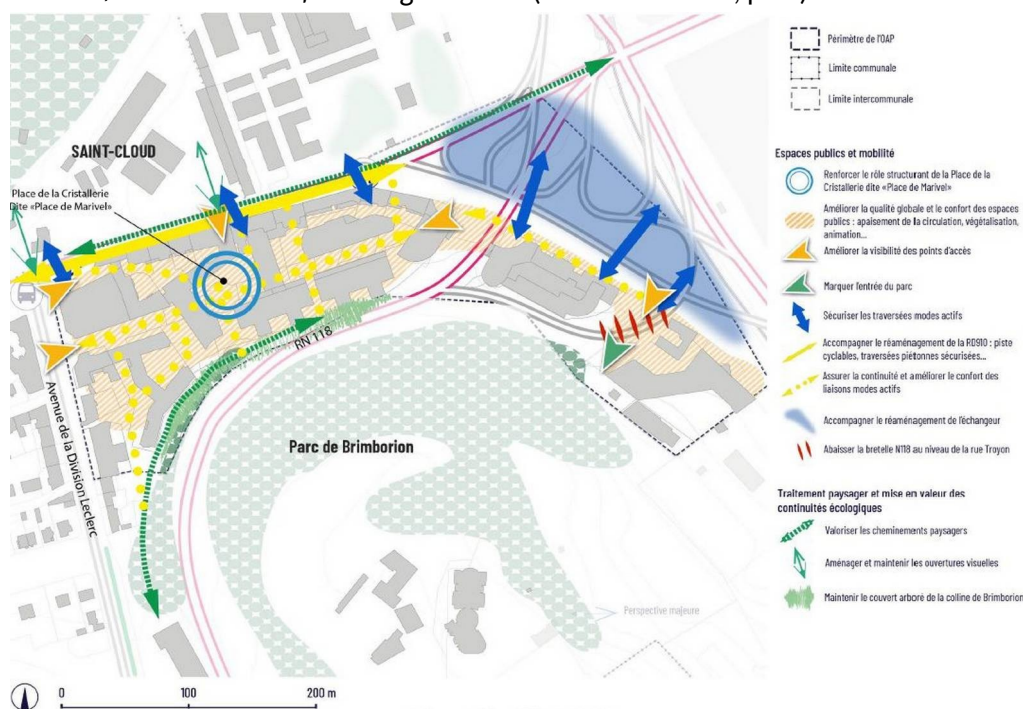 SAINT-CLOUD
Place de la Cristallerie
Dite «Place de Marivel»
RN 118
Avenue de la Division Leclerc
Parc de Brimborion
Perspective majeure
0 100 200 m
Périmètre de l'OAP
Limite communale
Limite intercommunale
Espaces publics et mobilité
Renforcer le rôle structurant de la Place de la
Cristallerie dite «Place de Marivel»
Améliorer la qualité globale et le confort des espaces
publics : apaisement de la circulation, végétalisation,
animation...
Améliorer la visibilité des points d'accès
Marquer l'entrée du parc
Sécuriser les traversées modes actifs
Accompagner le réaménagement de la RD910 : piste
cyclables, traversées piétonnes sécurisées...
Assurer la continuité et améliorer le confort des
liaisons modes actifs
Accompagner le réaménagement de l'échangeur
Abaisser la bretelle N118 au niveau de la rue Troyon
Traitement paysager et mise en valeur des
continuités écologiques
Valoriser les cheminements paysagers
Aménager et maintenir les ouvertures visuelles
Maintenir le couvert arboré de la colline de Brimborion